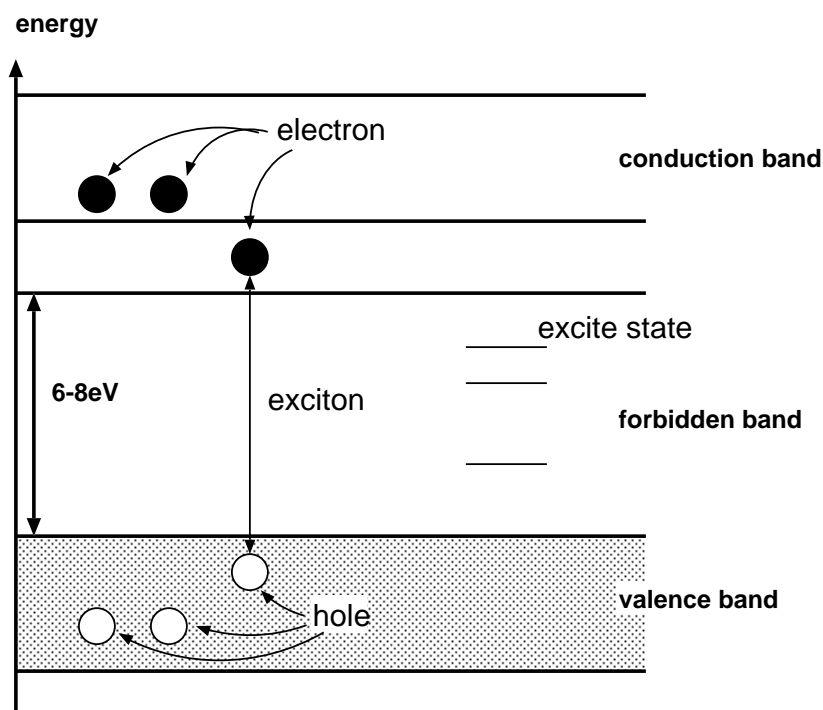 energy
electron
conduction band
excite state
6-8eV
exciton
forbidden band
valence band
hole